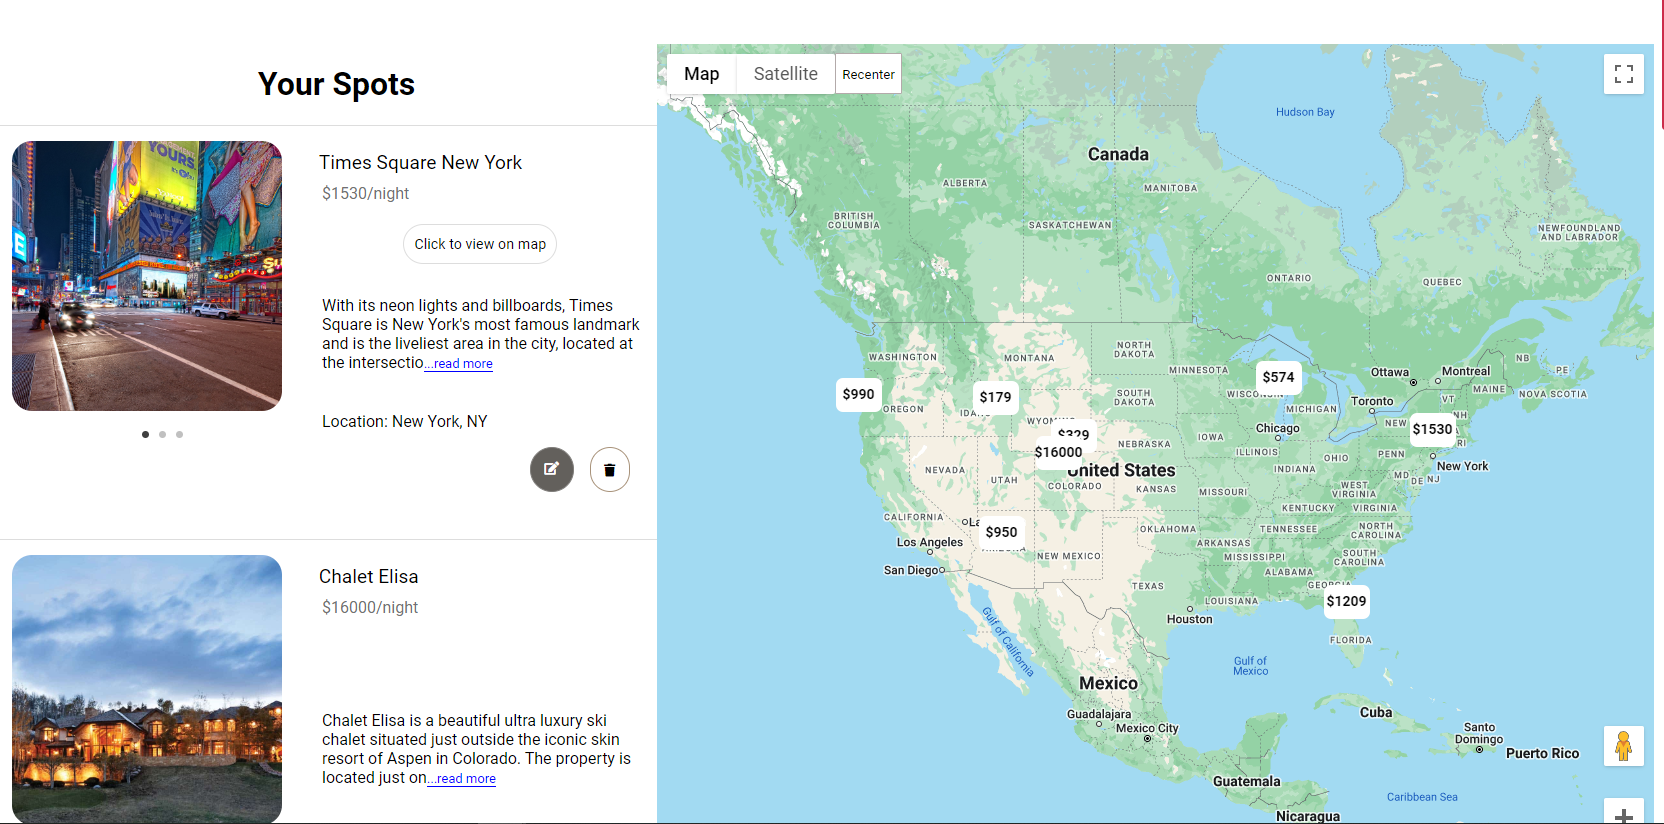 Your Spots
YOURS
E
Times Square New York
$1530/night
Click to view on map
With its neon lights and billboards, Times
Square is New York's most famous landmark
and is the liveliest area in the city, located at
the intersectio...read more
Location: New York, NY
Chalet Elisa
$16000/night
Chalet Elisa is a beautiful ultra luxury ski
chalet situated just outside the iconic skin
resort of Aspen in Colorado. The property is
located just on...read more
Map
Satellite
Recenter
Hudson Bay
Canada
ALBERTA
MANITOBA
BRITISH
COLUMBIA
SASKATCHEWAN
NEWFOUNDLAND
AND LABRADOR
ONTARIO
QUEBEC
WASHINGTON
MONTANA
NORTH
DAKOTA
MINNESOTA
NB
PE
Ottawa
Montreal
$574
$990
$179
OREGON
SOUTH
DAKOTA
MICHIGAN
Toronto
VT
MAINE
NOVA SCOTIA
NH
NEW
$1530
RI
$329
$16000
NEBRASKA
IOWA
Chicago
ILLINOIS
INDIANA
OHIO
PENN
New York
NEVADA
UTAH
United States
COLORADO
KANSAS
MISSOURI
WEST
VIRGINIA
MD
DE
NJ
KENTUCKY
VIRGINIA
CALIFORNIA
$950
OKLAHOMA
TENNESSEE
NORTH
CAROLINA
Los Angeles
ARKANSAS
MISSISSIPPI
SOUTH
CAROLINA
NEW MEXICO
San Diego
TEXAS
ALABAMA
GEORGIA
LOUISIANA
$1209
Houston
Gulf of California
FLORIDA
Gulf of
Mexico
Mexico
Guadalajara
Mexico City
Cuba
Santo
Domingo
Puerto Rico
Guatemala
Caribbean Sea
Nicaragua